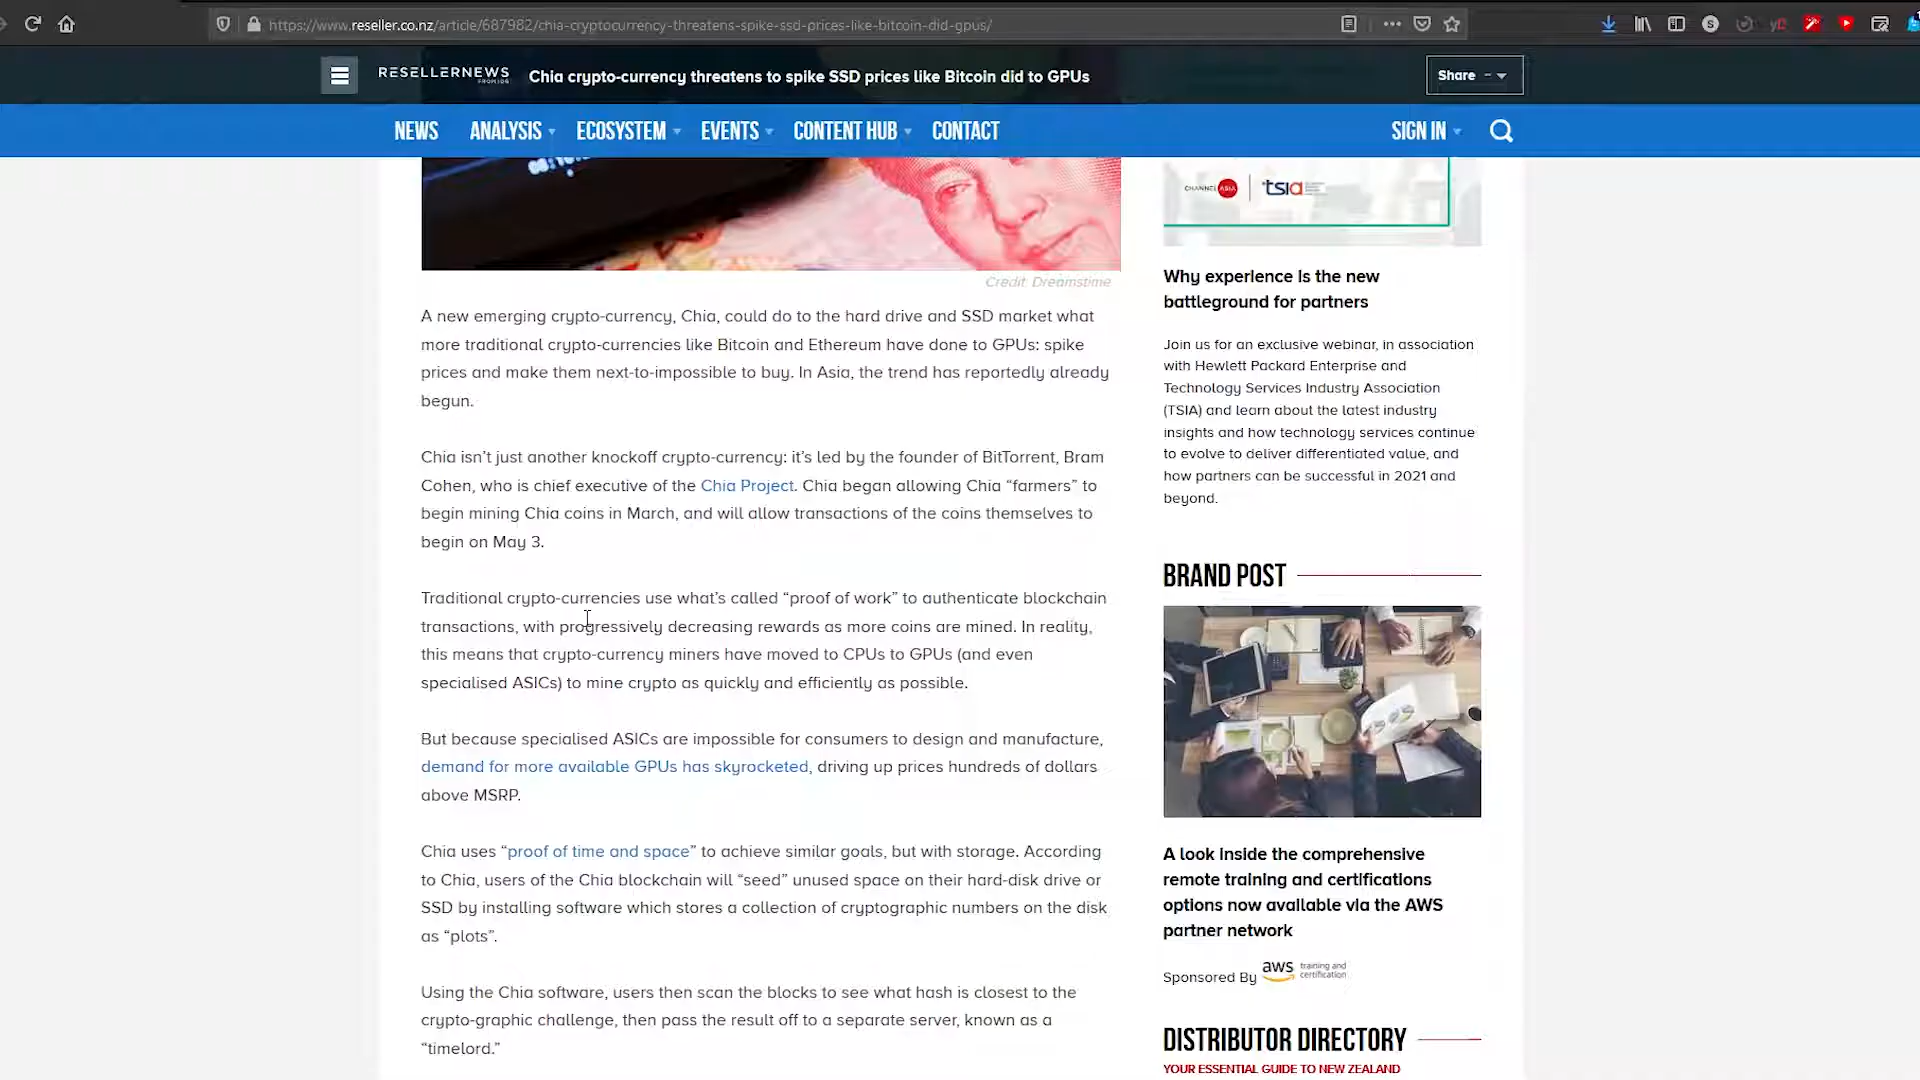 https://www.reseller.co.nz/article/687982/chia-cryptocurrency-threatens-spike-ssd-prices-like-bitcoin-did-gpus/
RESELLERNEWS
Chia crypto-currency threatens to spike SSD prices like Bitcoin did to GPUs
Share
NEWS ANALYSIS ECOSYSTEM EVENTS CONTENT HUB CONTACT SIGN IN
Credit: Dreamstime
A new emerging crypto-currency, Chia, could do to the hard drive and SSD market what
more traditional crypto-currencies like Bitcoin and Ethereum have done to GPUs: spike
prices and make them next-to-impossible to buy. In Asia, the trend has reportedly already
begun.
Chia isn’t just another knockoff crypto-currency: it’s led by the founder of BitTorrent, Bram
Cohen, who is chief executive of the Chia Project. Chia began allowing Chia “farmers” to
begin mining Chia coins in March, and will allow transactions of the coins themselves to
begin on May 3.
Traditional crypto-currencies use what’s called “proof of work” to authenticate blockchain
transactions, with progressively decreasing rewards as more coins are mined. In reality,
this means that crypto-currency miners have moved to CPUs to GPUs (and even
specialised ASICs) to mine crypto as quickly and efficiently as possible.
But because specialised ASICs are impossible for consumers to design and manufacture,
demand for more available GPUs has skyrocketed, driving up prices hundreds of dollars
above MSRP.
Chia uses “proof of time and space” to achieve similar goals, but with storage. According
to Chia, users of the Chia blockchain will “seed” unused space on their hard-disk drive or
SSD by installing software which stores a collection of cryptographic numbers on the disk
as “plots”.
Using the Chia software, users then scan the blocks to see what hash is closest to the
crypto-graphic challenge, then pass the result off to a separate server, known as a
“timelord.”
CHANNEL ASIA tsia
Why experience is the new
battleground for partners
Join us for an exclusive webinar, in association
with Hewlett Packard Enterprise and
Technology Services Industry Association
(TSIA) and learn about the latest industry
insights and how technology services continue
to evolve to deliver differentiated value, and
how partners can be successful in 2021 and
beyond.
BRAND POST
A look inside the comprehensive
remote training and certifications
options now available via the AWS
partner network
Sponsored By aws training and
certification
DISTRIBUTOR DIRECTORY
YOUR ESSENTIAL GUIDE TO NEW ZEALAND